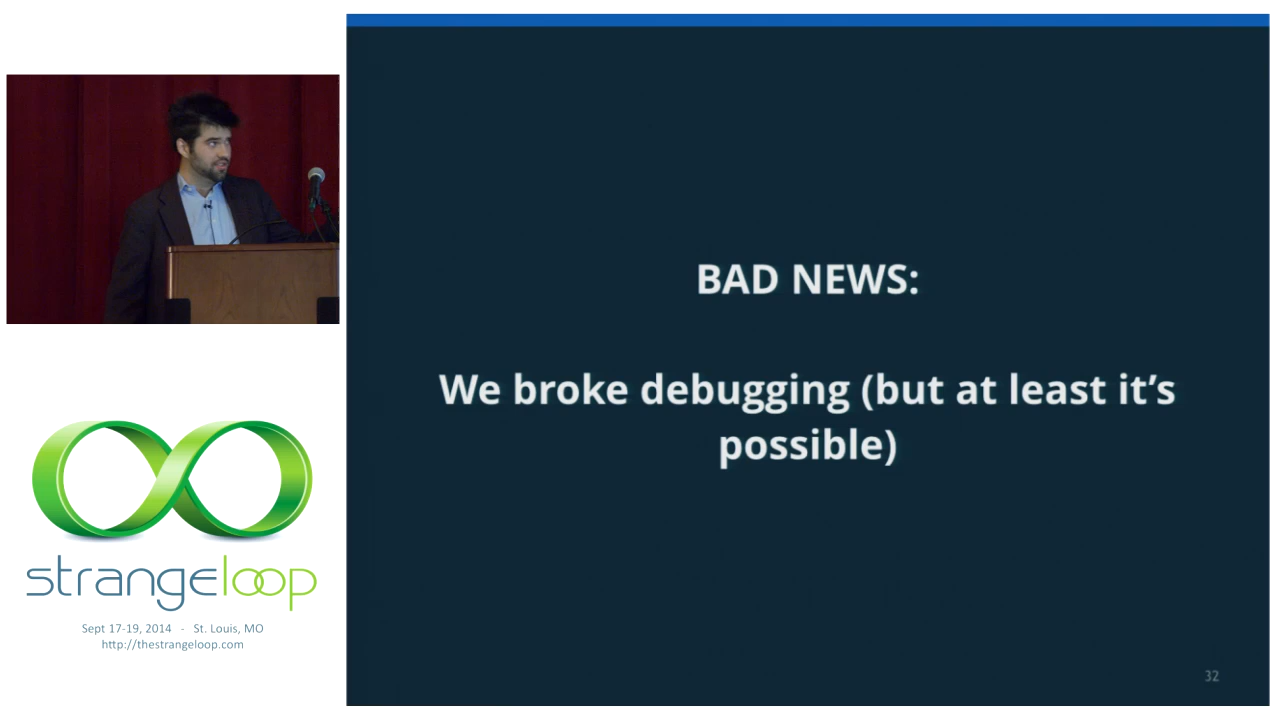 BAD NEWS:
We broke debugging (but at least it’s
possible)
32
strangeloop
Sept 17-19, 2014 - St. Louis, MO
http://thestrangeloop.com